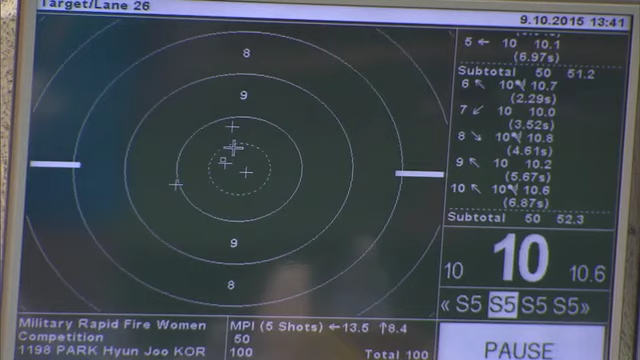 Target/Lane 26
9.10.2015 13:41
8
9
9
8
5 ← 10 10.1
(6.97s)
Subtotal 50 51.2
6 ↖ 10 10.7
(2.29s)
7 ↙ 10 10.0
(3.52s)
8 ↘ 10 10.8
(4.61s)
9 ↖ 10 10.2
(5.67s)
10 ↖ 10 10.6
(6.87s)
Subtotal 50 52.3
10 10 10.6
« S5 S5 S5 S5 »
Military Rapid Fire Women
Competition
1198 PARK Hyun Joo KOR
MPI (5 Shots) ←13.5 ↑8.4
50
100 Total 100
PAUSE